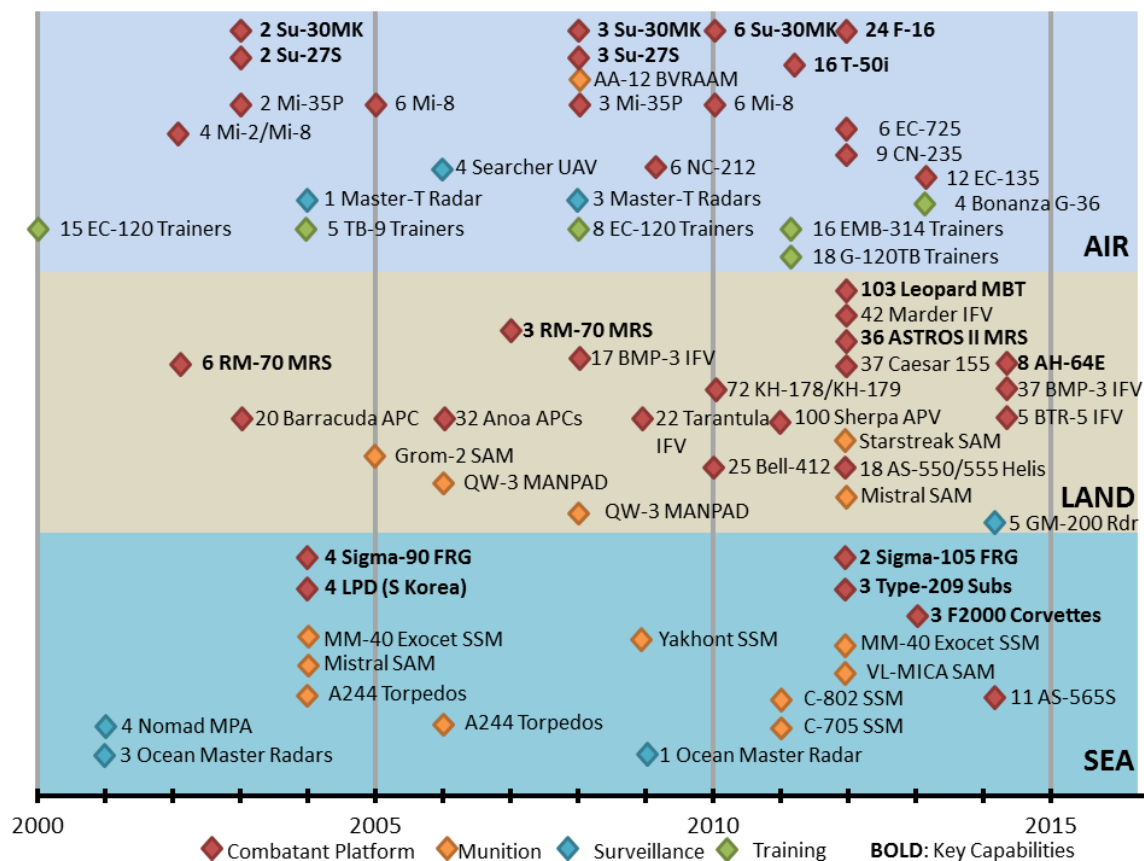 2 Su-30MK
3 Su-30MK
6 Su-30MK
24 F-16
2 Su-27S
3 Su-27S
16 T-50i
AA-12 BVRAAM
2 Mi-35P
6 Mi-8
3 Mi-35P
6 Mi-8
4 Mi-2/Mi-8
6 EC-725
9 CN-235
4 Searcher UAV
6 NC-212
12 EC-135
1 Master-T Radar
3 Master-T Radars
4 Bonanza G-36
15 EC-120 Trainers
5 TB-9 Trainers
8 EC-120 Trainers
16 EMB-314 Trainers
18 G-120TB Trainers
AIR
103 Leopard MBT
42 Marder IFV
3 RM-70 MRS
36 ASTROS II MRS
6 RM-70 MRS
17 BMP-3 IFV
37 Caesar 155
8 AH-64E
72 KH-178/KH-179
37 BMP-3 IFV
20 Barracuda APC
32 Anoa APCs
22 Tarantula
IFV
100 Sherpa APV
5 BTR-5 IFV
Starstreak SAM
Grom-2 SAM
25 Bell-412
18 AS-550/555 Helis
QW-3 MANPAD
Mistral SAM
QW-3 MANPAD
LAND
5 GM-200 Rdr
4 Sigma-90 FRG
2 Sigma-105 FRG
4 LPD (S Korea)
3 Type-209 Subs
3 F2000 Corvettes
MM-40 Exocet SSM
Yakhont SSM
MM-40 Exocet SSM
Mistral SAM
VL-MICA SAM
A244 Torpedos
C-802 SSM
11 AS-565S
4 Nomad MPA
A244 Torpedos
C-705 SSM
3 Ocean Master Radars
1 Ocean Master Radar
SEA
2000 2005 2010 2015
Combatant Platform Munition Surveillance Training BOLD: Key Capabilities